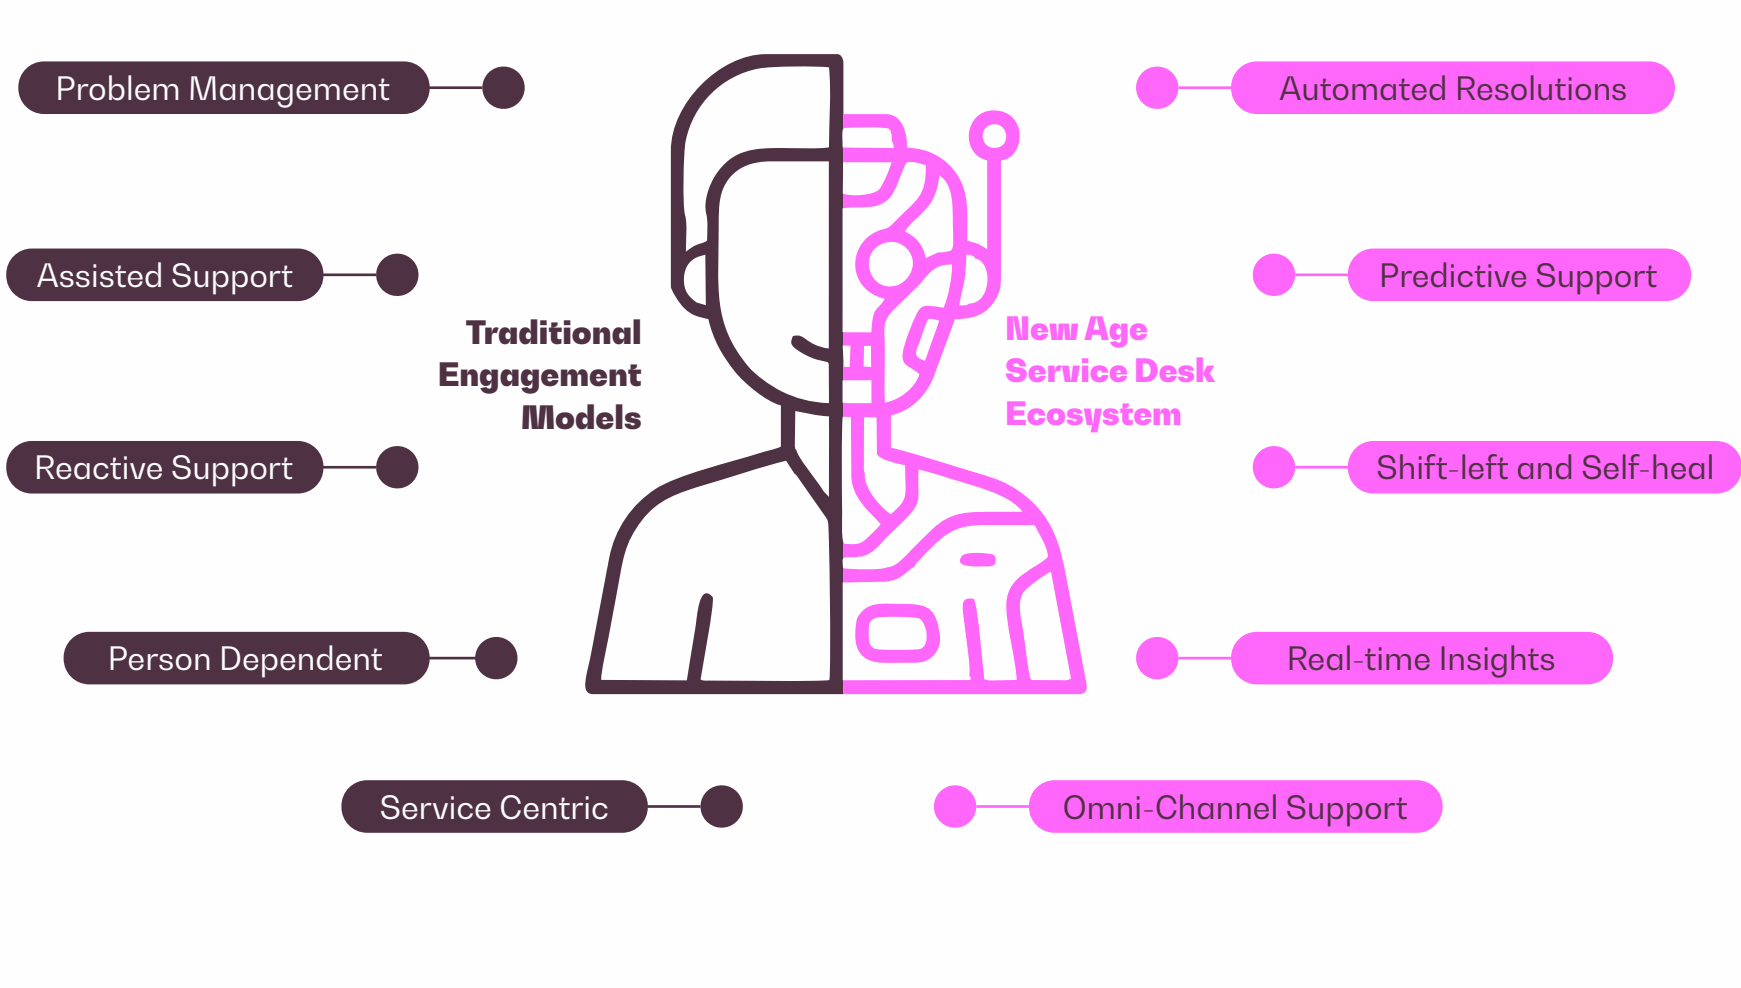 Problem Management
Assisted Support
Traditional
Engagement
Models
Reactive Support
Person Dependent
Service Centric
Automated Resolutions
Predictive Support
New Age
Service Desk
Ecosystem
Shift-left and Self-heal
Real-time Insights
Omni-Channel Support